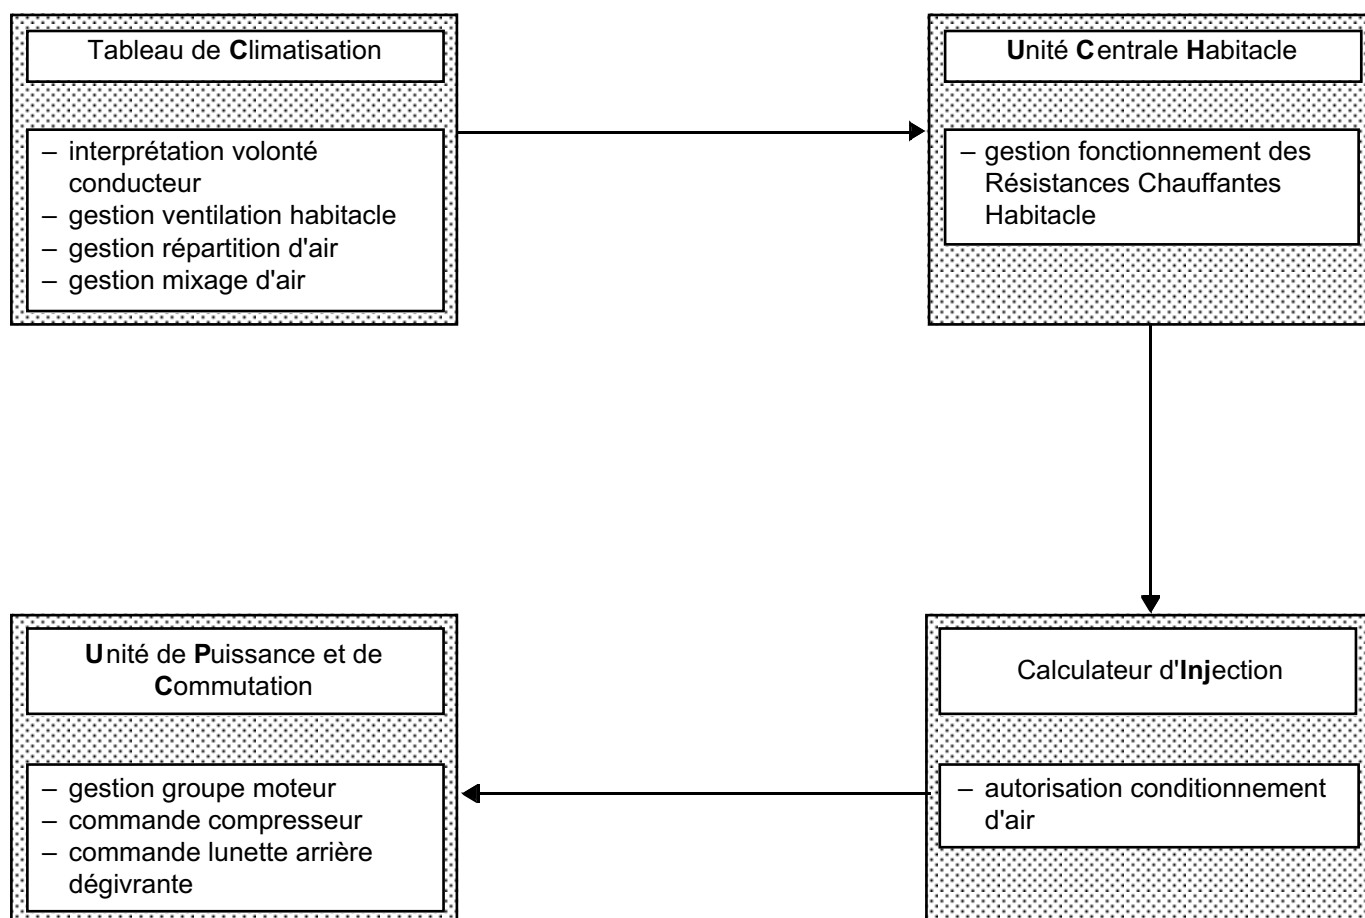 Tableau de Climatisation
– interprétation volonté
conducteur
– gestion ventilation habitacle
– gestion répartition d'air
– gestion mixage d'air
Unité Centrale Habitacle
– gestion fonctionnement des
Résistances Chauffantes
Habitacle
Unité de Puissance et de
Commutation
– gestion groupe moteur
– commande compresseur
– commande lunette arrière
dégivrante
Calculateur d'Injection
– autorisation conditionnement
d'air